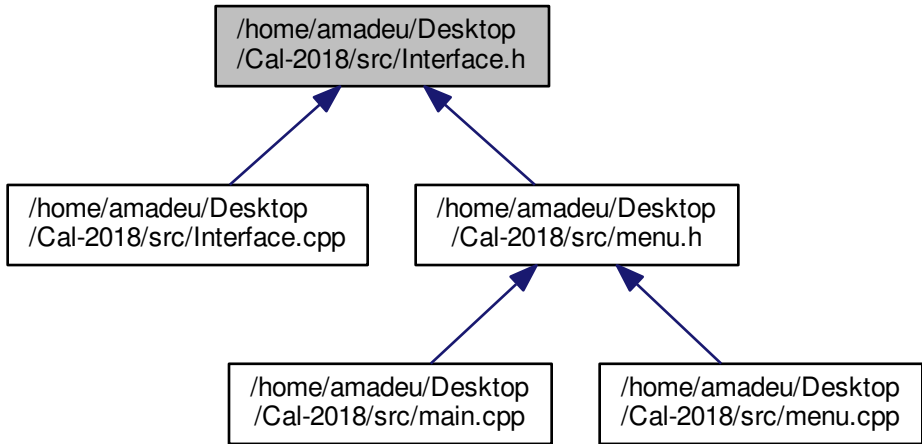 /home/amadeu/Desktop
/Cal-2018/src/Interface.h
/home/amadeu/Desktop
/Cal-2018/src/Interface.cpp
/home/amadeu/Desktop
/Cal-2018/src/menu.h
/home/amadeu/Desktop
/Cal-2018/src/main.cpp
/home/amadeu/Desktop
/Cal-2018/src/menu.cpp